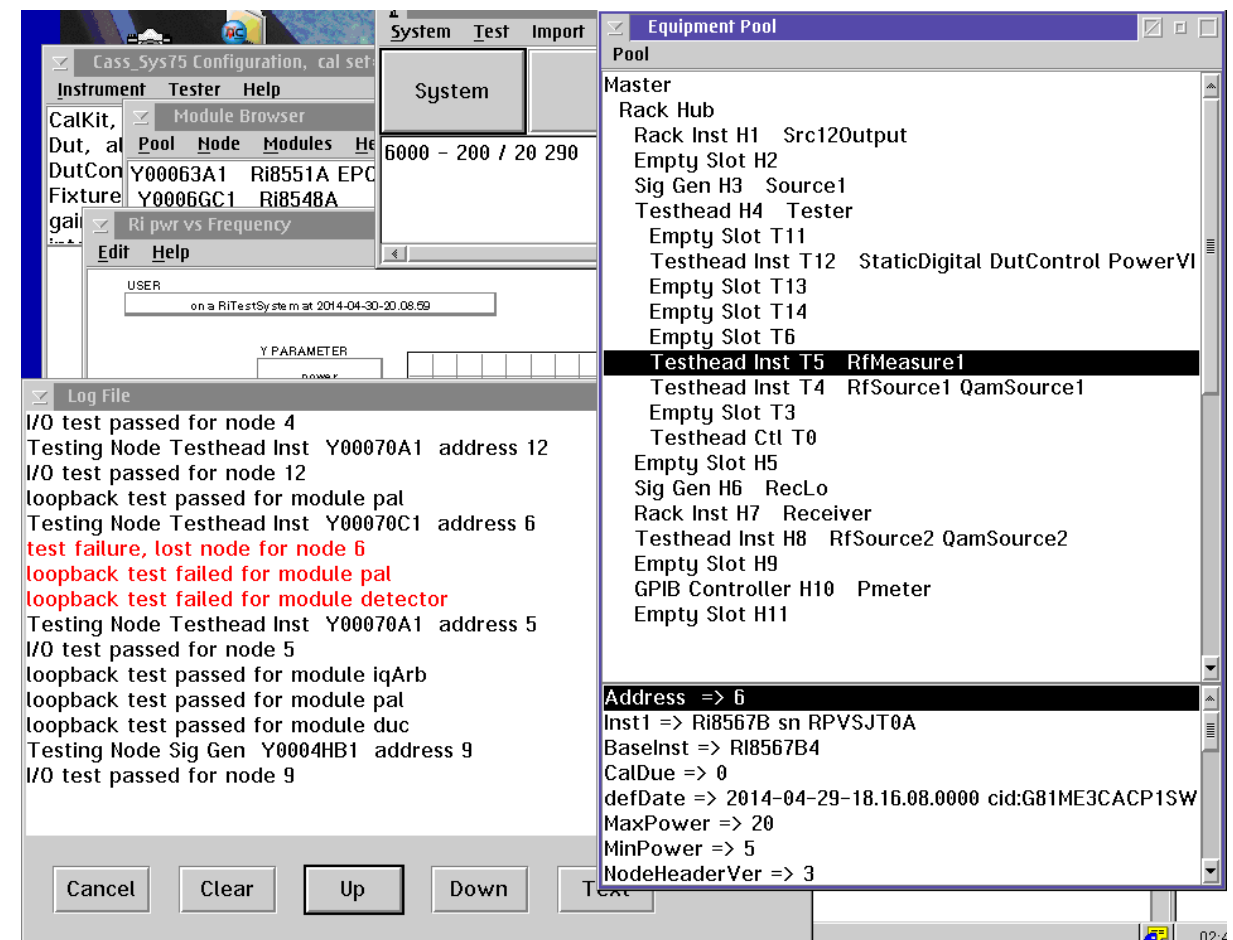 System Test Import
Equipment Pool
Pool
Cass_Sys75 Configuration, cal set
Instrument Tester Help
System
CalKit,
Dut, al
DutCon
Fixture
gai
Module Browser
Pool Node Modules He
Y00063A1 Ri8551A EPC
Y0006GC1 Ri8548A
6000 - 200 / 20 290
Ri pwr vs Frequency
Edit Help
USER
on a RiTestSystem at 2014-04-30-20.08.59
Y PARAMETER
power
Master
Rack Hub
Rack Inst H1 Src12Output
Empty Slot H2
Sig Gen H3 Source1
Testhead H4 Tester
Empty Slot T11
Testhead Inst T12 StaticDigital DutControl PowerVI
Empty Slot T13
Empty Slot T14
Empty Slot T6
Testhead Inst T5 RfMeasure1
Testhead Inst T4 RfSource1 QamSource1
Empty Slot T3
Testhead Ctl T0
Empty Slot H5
Sig Gen H6 RecLo
Rack Inst H7 Receiver
Testhead Inst H8 RfSource2 QamSource2
Empty Slot H9
GPIB Controller H10 Pmeter
Empty Slot H11
Address => 6
Inst1 => Ri8567B sn RPVSJT0A
BaseInst => RI8567B4
CalDue => 0
defDate => 2014-04-29-18.16.08.0000 cid:G81ME3CACP1SW
MaxPower => 20
MinPower => 5
NodeHeaderVer => 3
Log File
I/O test passed for node 4
Testing Node Testhead Inst Y00070A1 address 12
I/O test passed for node 12
loopback test passed for module pal
Testing Node Testhead Inst Y00070C1 address 6
test failure, lost node for node 6
loopback test failed for module pal
loopback test failed for module detector
Testing Node Testhead Inst Y00070A1 address 5
I/O test passed for node 5
loopback test passed for module iqArb
loopback test passed for module pal
loopback test passed for module duc
Testing Node Sig Gen Y0004HB1 address 9
I/O test passed for node 9
Cancel Clear Up Down Text
02:4